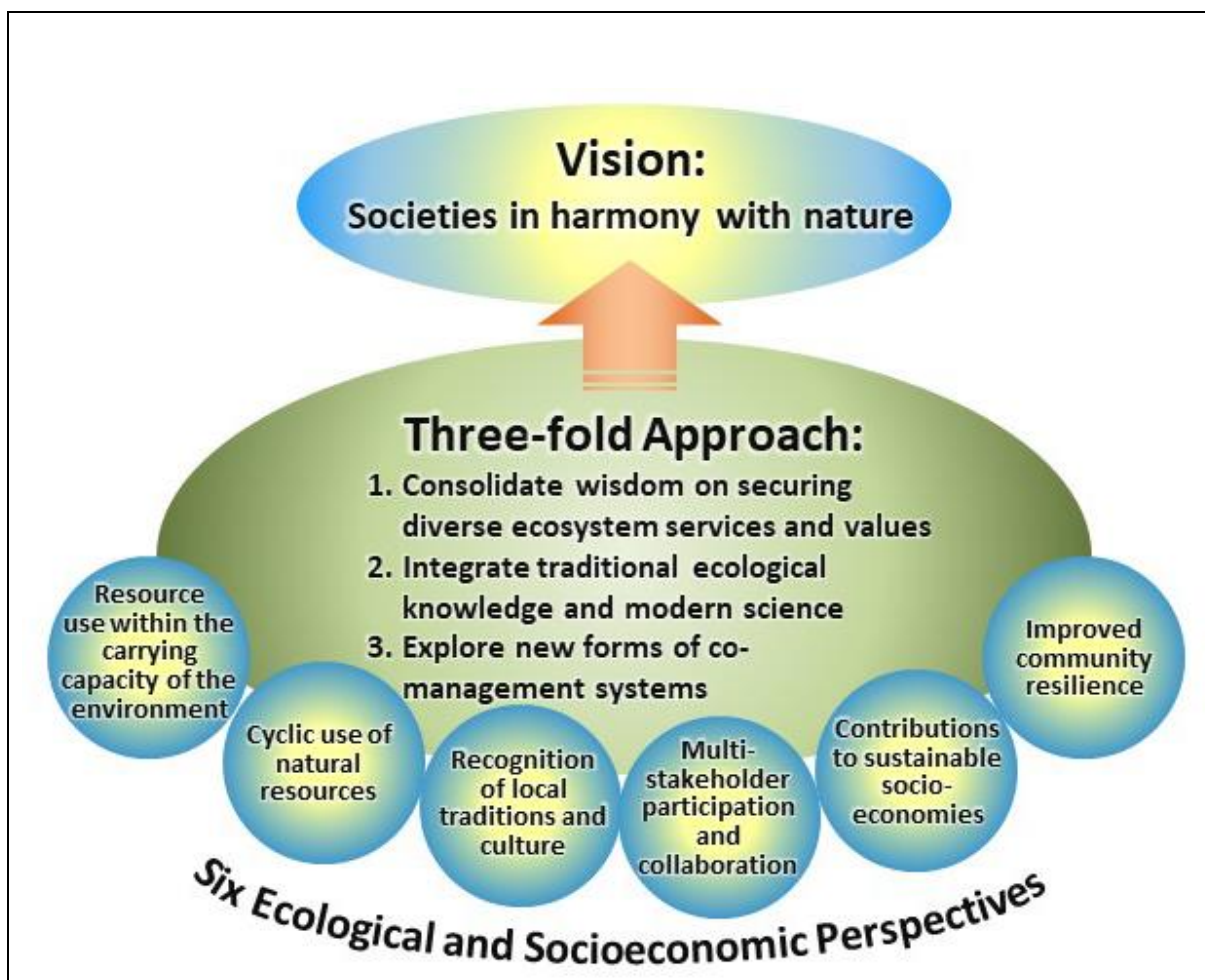 Vision:
Societies in harmony with nature
Three-fold Approach:
1. Consolidate wisdom on securing
diverse ecosystem services and values
2. Integrate traditional ecological
knowledge and modern science
3. Explore new forms of co-
management systems
Resource
use within the
carrying
capacity of the
environment
Cyclic use of
natural
resources
Recognition
of local
traditions and
culture
Multi-
stakeholder
participation
and
collaboration
Contributions
to sustainable
socio-
economies
Improved
community
resilience
Six Ecological and Socioeconomic Perspectives